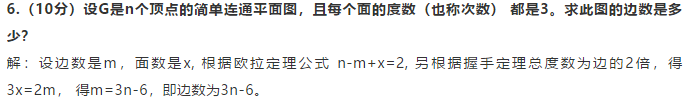 6.（10分）设G是n个顶点的简单连通平面图，且每个面的度数（也称次数） 都是3。求此图的边数是多
少？
解：设边数是m，面数是x, 根据欧拉定理公式 n-m+x=2, 另根据握手定理总度数为边的2倍，得
3x=2m， 得m=3n-6，即边数为3n-6。